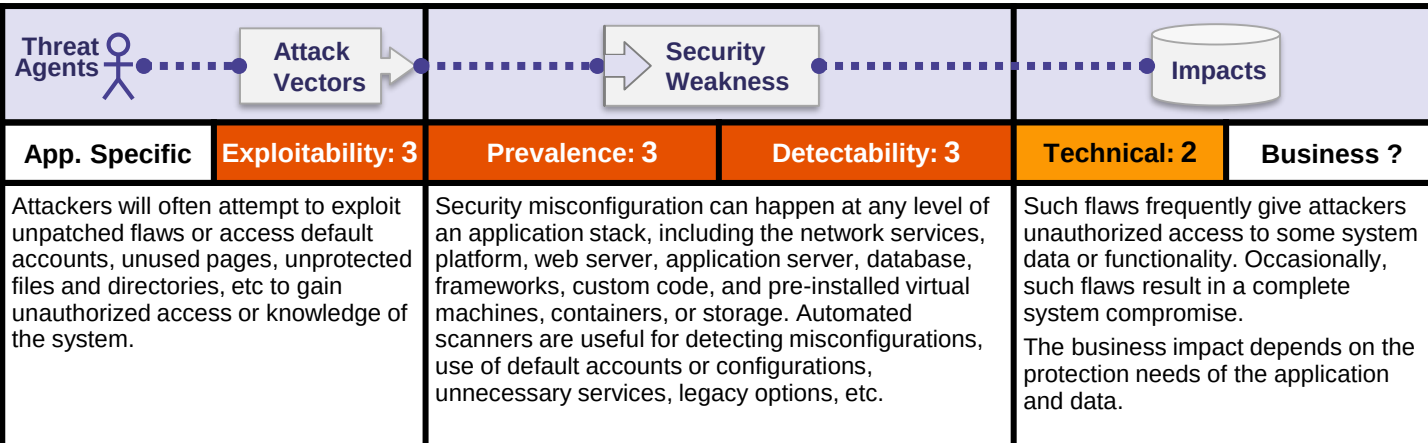 Threat
Agents
Attack
Vectors
Security
Weakness
Impacts
App. Specific
Exploitability: 3
Prevalence: 3
Detectability: 3
Technical: 2
Business ?
Attackers will often attempt to exploit
unpatched flaws or access default
accounts, unused pages, unprotected
files and directories, etc to gain
unauthorized access or knowledge of
the system.
Security misconfiguration can happen at any level of
an application stack, including the network services,
platform, web server, application server, database,
frameworks, custom code, and pre-installed virtual
machines, containers, or storage. Automated
scanners are useful for detecting misconfigurations,
use of default accounts or configurations,
unnecessary services, legacy options, etc.
Such flaws frequently give attackers
unauthorized access to some system
data or functionality. Occasionally,
such flaws result in a complete
system compromise.
The business impact depends on the
protection needs of the application
and data.